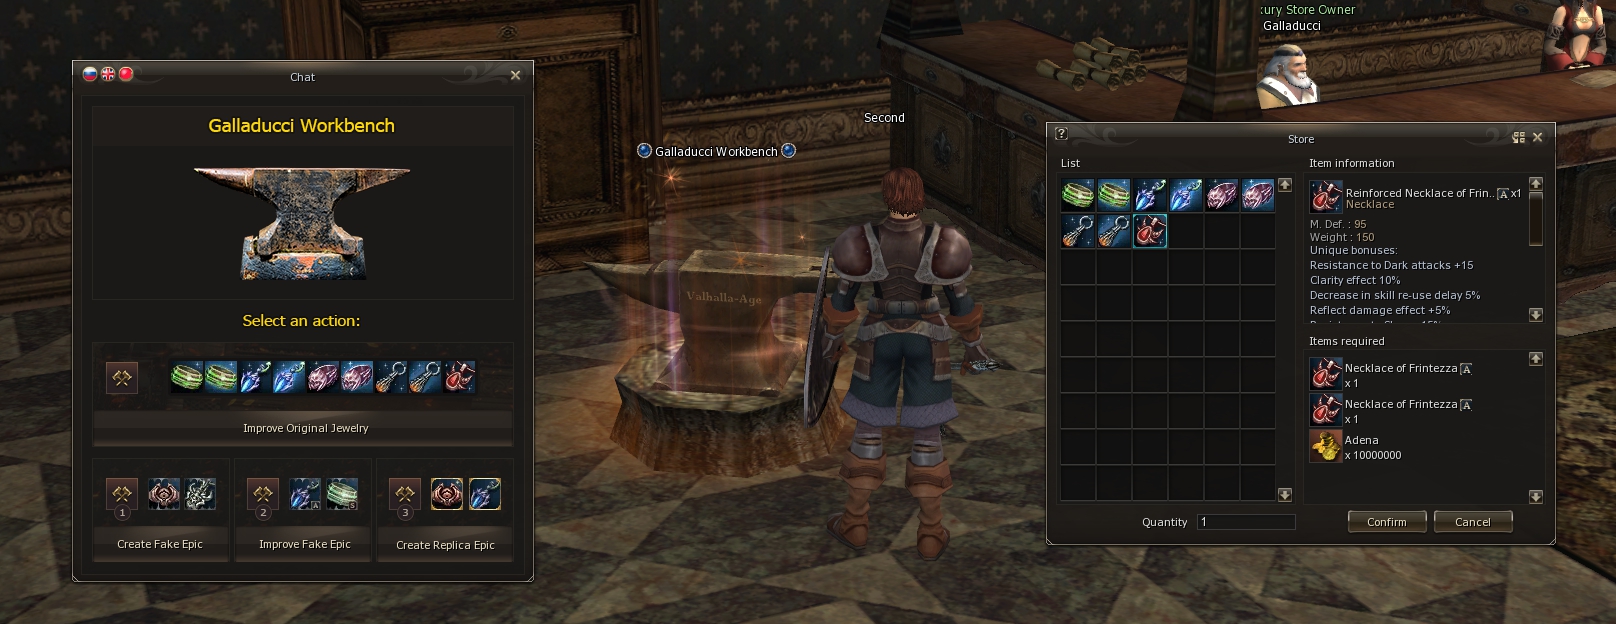 :ury Store Owner
Galladucci
Second
Galladucci Workbench
Valhalla-Age
Chat
Galladucci Workbench
Select an action:
Improve Original Jewelry
1
2
A
S
3
Create Fake Epic
Improve Fake Epic
Create Replica Epic
?
Store
List
Item information
Reinforced Necklace of Frin.. A x1
Necklace
M. Def. : 95
Weight : 150
Unique bonuses:
Resistance to Dark attacks +15
Clarity effect 10%
Decrease in skill re-use delay 5%
Reflect damage effect +5%
Items required
Necklace of Frintezza A
x 1
Necklace of Frintezza A
x 1
Adena
x 10000000
Quantity 1
Confirm
Cancel